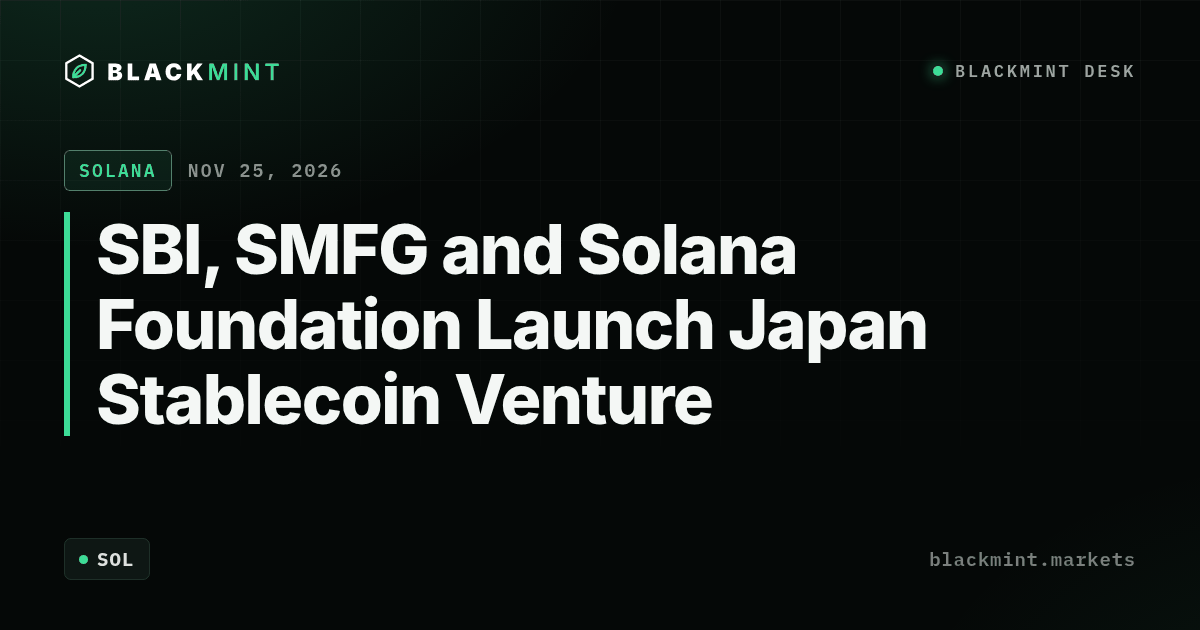 BLACKMINT
BLACKMINT DESK
SOLANA
NOV 25, 2026
SBI, SMFG and Solana
Foundation Launch Japan
Stablecoin Venture
SOL
blackmint.markets